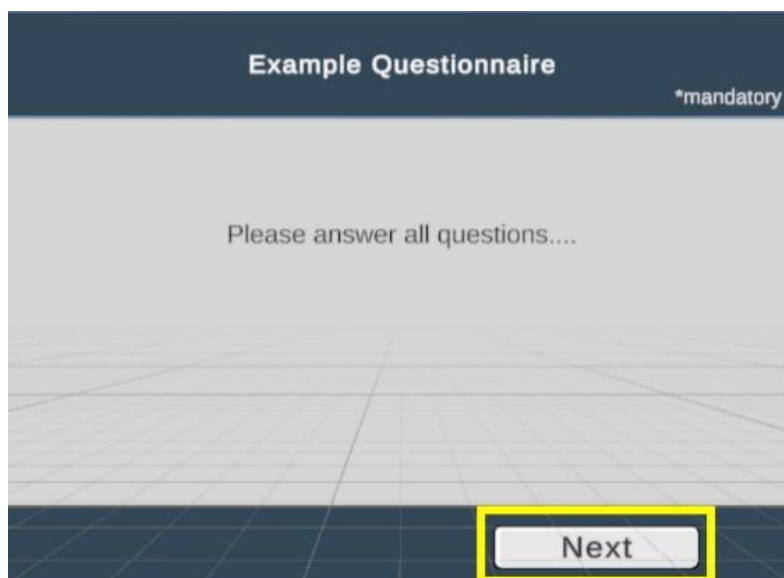 Example Questionnaire
*mandatory
Please answer all questions....
Next